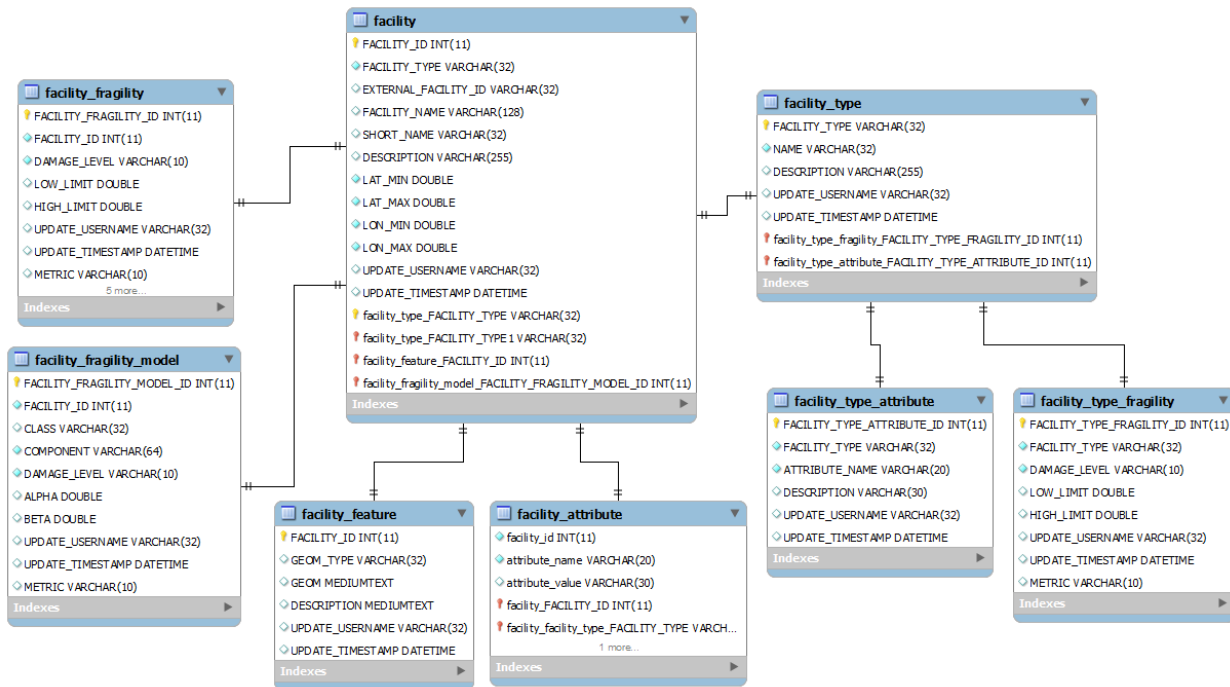 facility
FACILITY_ID INT(11)
FACILITY_TYPE VARCHAR(32)
EXTERNAL_FACILITY_ID VARCHAR(32)
FACILITY_NAME VARCHAR(128)
SHORT_NAME VARCHAR(32)
DESCRIPTION VARCHAR(255)
LAT_MIN DOUBLE
LAT_MAX DOUBLE
LON_MIN DOUBLE
LON_MAX DOUBLE
UPDATE_USERNAME VARCHAR(32)
UPDATE_TIMESTAMP DATETIME
facility_type_FACILITY_TYPE VARCHAR(32)
facility_type_FACILITY_TYPE1 VARCHAR(32)
facility_feature_FACILITY_ID INT(11)
facility_fragility_model_FACILITY_FRAGILITY_MODEL_ID INT(11)
Indexes
facility_fragility
FACILITY_FRAGILITY_ID INT(11)
FACILITY_ID INT(11)
DAMAGE_LEVEL VARCHAR(10)
LOW_LIMIT DOUBLE
HIGH_LIMIT DOUBLE
UPDATE_USERNAME VARCHAR(32)
UPDATE_TIMESTAMP DATETIME
METRIC VARCHAR(10)
5 more...
Indexes
facility_type
FACILITY_TYPE VARCHAR(32)
NAME VARCHAR(32)
DESCRIPTION VARCHAR(255)
UPDATE_USERNAME VARCHAR(32)
UPDATE_TIMESTAMP DATETIME
facility_type_fragility_FACILITY_TYPE_FRAGILITY_ID INT(11)
facility_type_attribute_FACILITY_TYPE_ATTRIBUTE_ID INT(11)
Indexes
facility_fragility_model
FACILITY_FRAGILITY_MODEL_ID INT(11)
FACILITY_ID INT(11)
CLASS VARCHAR(32)
COMPONENT VARCHAR(64)
DAMAGE_LEVEL VARCHAR(10)
ALPHA DOUBLE
BETA DOUBLE
UPDATE_USERNAME VARCHAR(32)
UPDATE_TIMESTAMP DATETIME
METRIC VARCHAR(10)
Indexes
facility_feature
FACILITY_ID INT(11)
GEOM_TYPE VARCHAR(32)
GEOM MEDIUMTEXT
DESCRIPTION MEDIUMTEXT
UPDATE_USERNAME VARCHAR(32)
UPDATE_TIMESTAMP DATETIME
Indexes
facility_attribute
facility_id INT(11)
attribute_name VARCHAR(20)
attribute_value VARCHAR(30)
facility_FACILITY_ID INT(11)
facility_facility_type_FACILITY_TYPE VARCH...
1 more...
Indexes
facility_type_attribute
FACILITY_TYPE_ATTRIBUTE_ID INT(11)
FACILITY_TYPE VARCHAR(32)
ATTRIBUTE_NAME VARCHAR(20)
DESCRIPTION VARCHAR(30)
UPDATE_USERNAME VARCHAR(32)
UPDATE_TIMESTAMP DATETIME
Indexes
facility_type_fragility
FACILITY_TYPE_FRAGILITY_ID INT(11)
FACILITY_TYPE VARCHAR(32)
DAMAGE_LEVEL VARCHAR(10)
LOW_LIMIT DOUBLE
HIGH_LIMIT DOUBLE
UPDATE_USERNAME VARCHAR(32)
UPDATE_TIMESTAMP DATETIME
METRIC VARCHAR(10)
Indexes